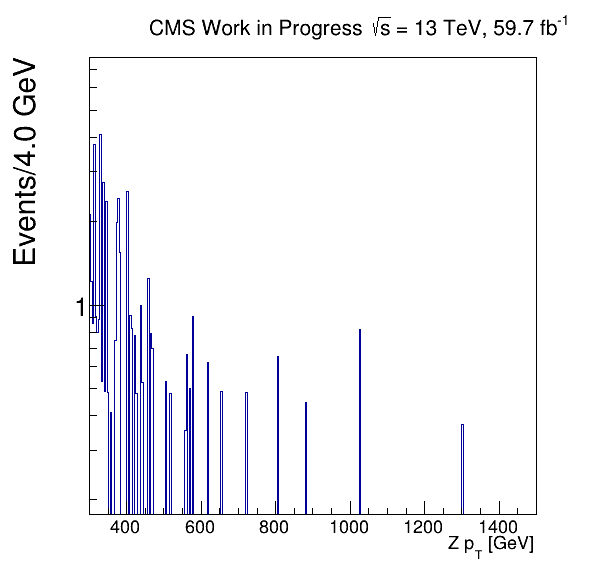 CMS Work in Progress √s = 13 TeV, 59.7 fb⁻¹
Events/4.0 GeV
1
400 600 800 1000 1200 1400
Z p_T [GeV]